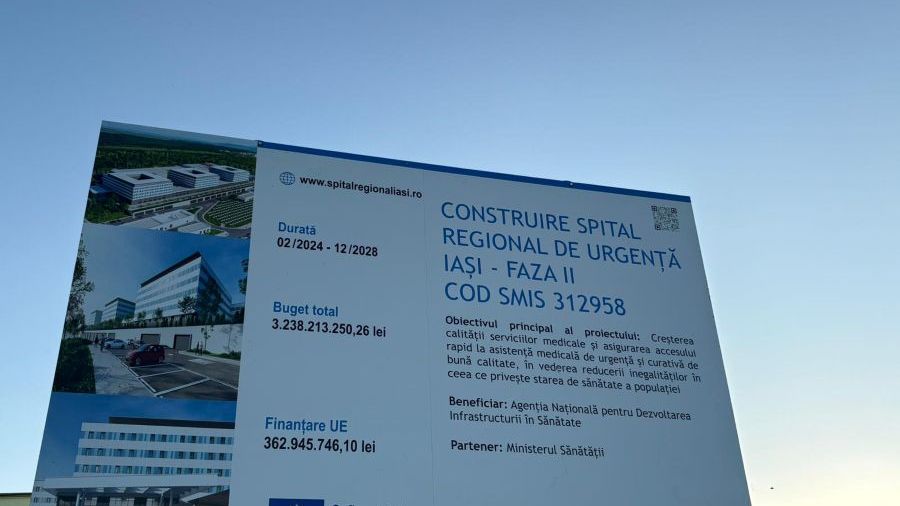 www.spitalregionaliasi.ro
Durată
02/2024 - 12/2028
Buget total
3.238.213.250,26 lei
Finanțare UE
362.945.746,10 lei
CONSTRUIRE SPITAL
REGIONAL DE URGENȚĂ
IAȘI - FAZA II
COD SMIS 312958
Obiectivul principal al proiectului: Creșterea
calității serviciilor medicale și asigurarea accesului
rapid la asistență medicală de urgență și curativă de
bună calitate, în vederea reducerii inegalităților în
ceea ce privește starea de sănătate a populației
Beneficiar: Agenția Națională pentru Dezvoltarea
Infrastructurii în Sănătate
Partener: Ministerul Sănătății